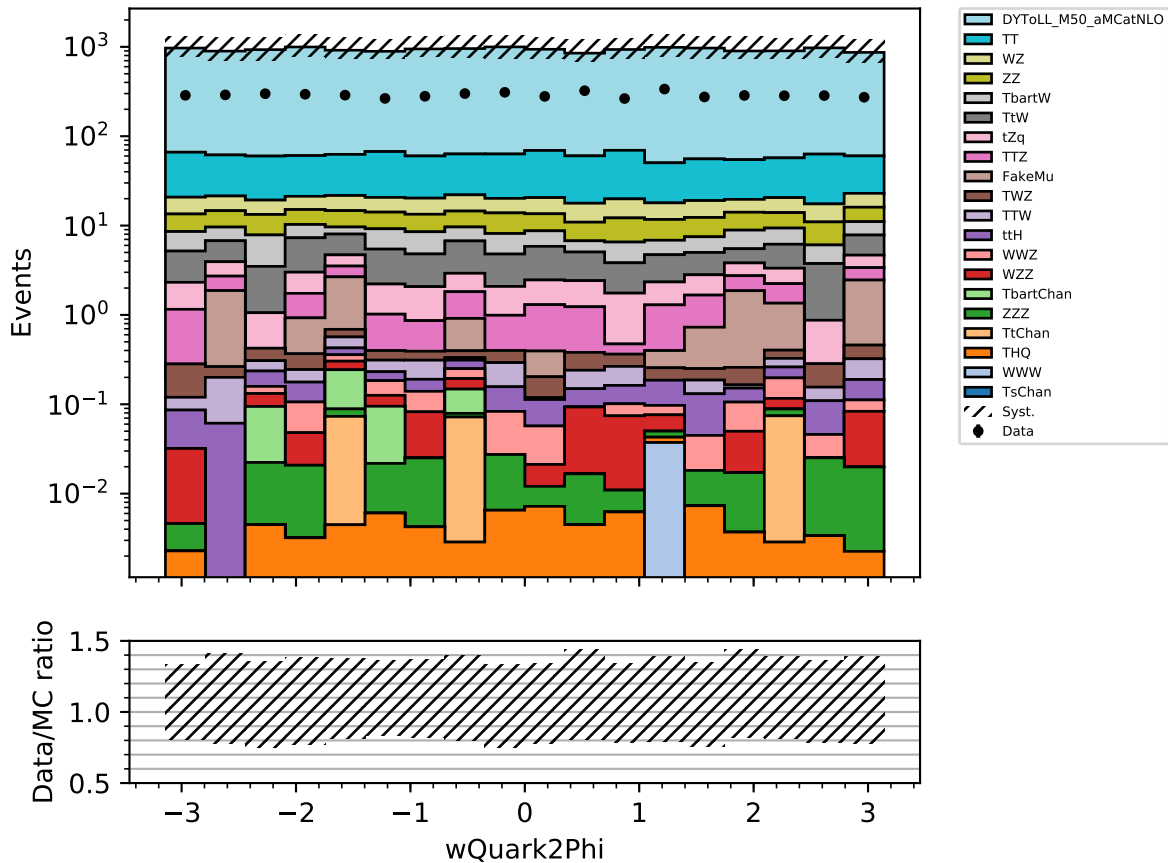 Events
10³
10²
10¹
10⁰
10⁻¹
10⁻²
DYToLL_M50_aMCatNLO
TT
WZ
ZZ
TbartW
TtW
tZq
TTZ
FakeMu
TWZ
TTW
ttH
WWZ
WZZ
TbartChan
ZZZ
TtChan
THQ
WWW
TsChan
Syst.
Data
Data/MC ratio
1.5
1.0
0.5
−3 −2 −1 0 1 2 3
wQuark2Phi